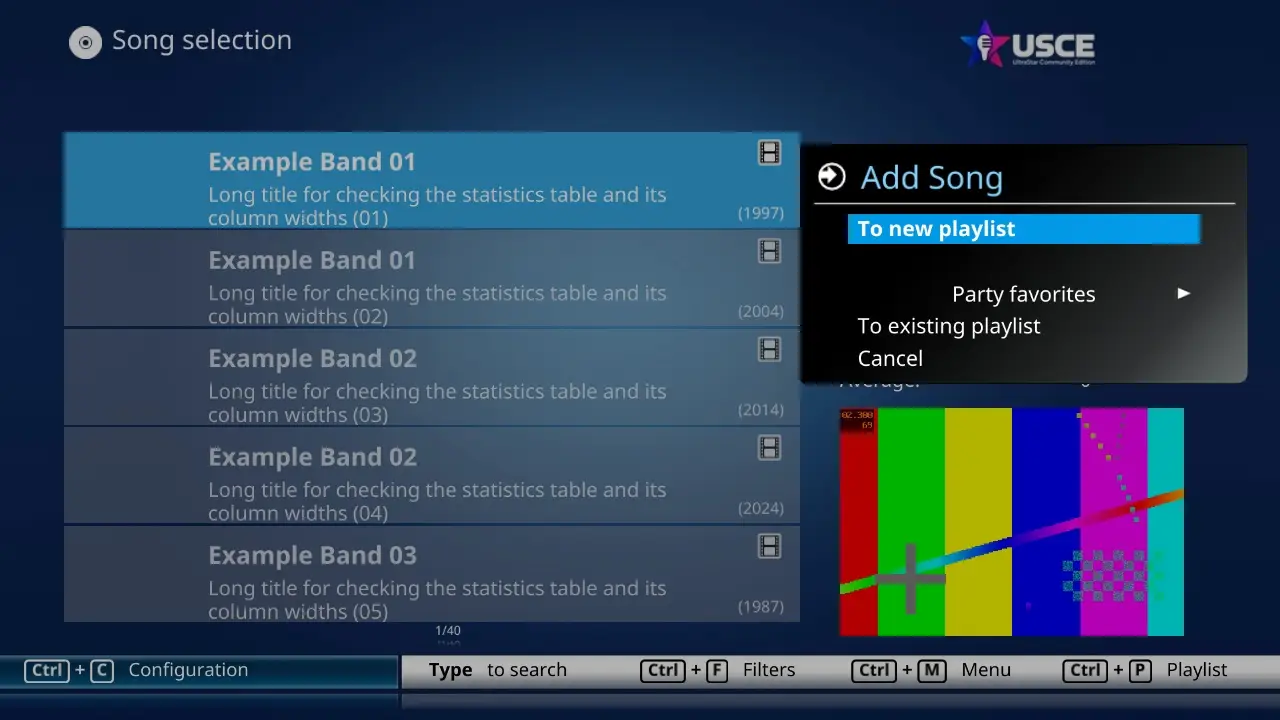 Song selection
USCE
UltraStar Community Edition
Example Band 01
Long title for checking the statistics table and its
column widths (01)
(1997)
Example Band 01
Long title for checking the statistics table and its
column widths (02)
(2004)
Example Band 02
Long title for checking the statistics table and its
column widths (03)
(2014)
Example Band 02
Long title for checking the statistics table and its
column widths (04)
(2024)
Example Band 03
Long title for checking the statistics table and its
column widths (05)
(1987)
1/40
Add Song
To new playlist
Party favorites
To existing playlist
Cancel
Average:
02.300
69
Ctrl + C Configuration
Type to search
Ctrl + F Filters
Ctrl + M Menu
Ctrl + P Playlist